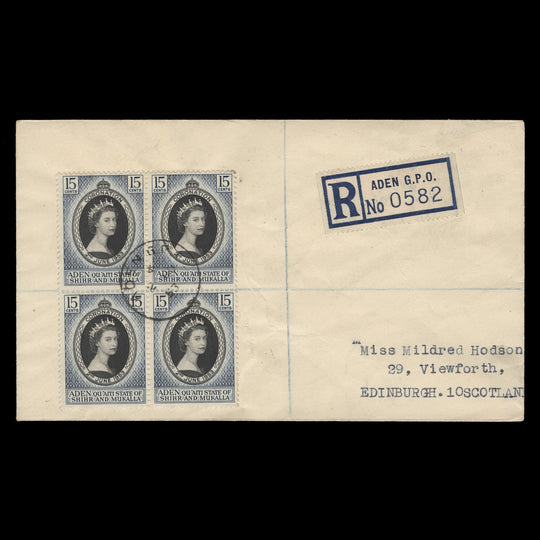 15 CENTS 15 CENTS
CORONATION
2ND JUNE 1953
ADEN QU'AITI STATE OF
SHIHR AND MUKALLA
15 CENTS 15 CENTS
CORONATION
2ND JUNE 1953
ADEN QU'AITI STATE OF
SHIHR AND MUKALLA
15 CENTS 15 CENTS
CORONATION
2ND JUNE 1953
ADEN QU'AITI STATE OF
SHIHR AND MUKALLA
15 CENTS 15 CENTS
CORONATION
2ND JUNE 1953
ADEN QU'AITI STATE OF
SHIHR AND MUKALLA
R
ADEN G.P.O.
No 0582
Miss Mildred Hodson
29, Viewforth,
EDINBURGH.10SCOTLAND